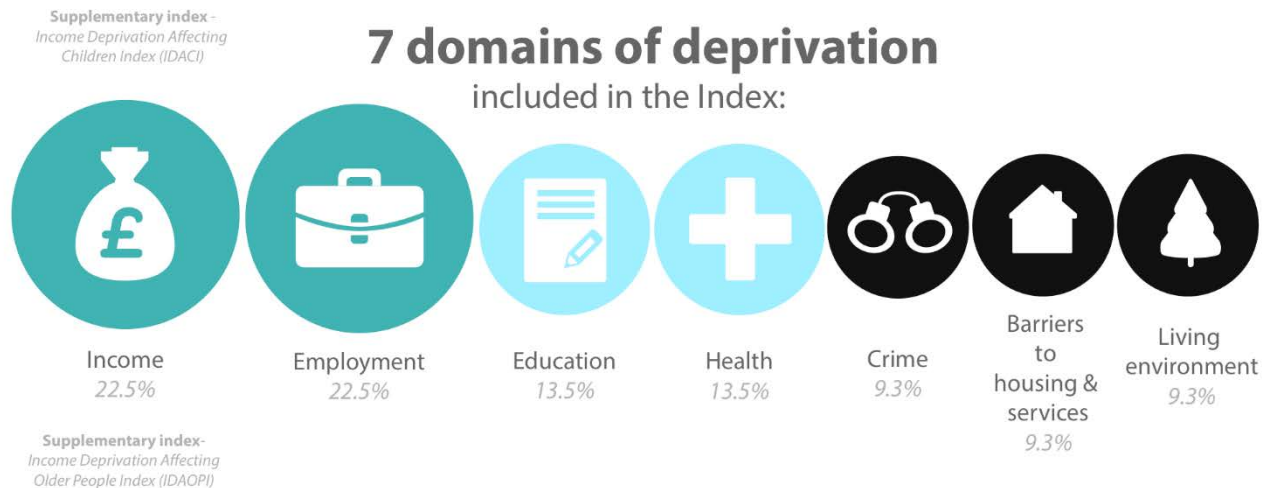 Supplementary index -
Income Deprivation Affecting
Children Index (IDACI)
7 domains of deprivation
included in the Index:
£
Income
22.5%
Employment
22.5%
Education
13.5%
Health
13.5%
Crime
9.3%
Barriers
to
housing &
services
9.3%
Living
environment
9.3%
Supplementary index-
Income Deprivation Affecting
Older People Index (IDAOPI)